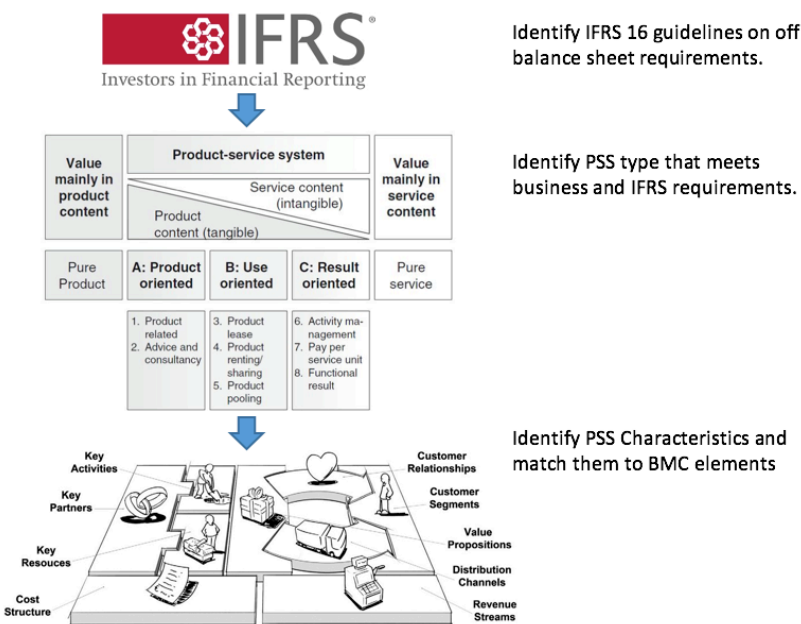 IFRS®
Investors in Financial Reporting
Identify IFRS 16 guidelines on off
balance sheet requirements.
Value
mainly in
product
content
Product-service system
Service content
(intangible)
Product
content (tangible)
Value
mainly in
service
content
Identify PSS type that meets
business and IFRS requirements.
Pure
Product
A: Product
oriented
B: Use
oriented
C: Result
oriented
Pure
service
1. Product
related
2. Advice and
consultancy
3. Product
lease
4. Product
renting/
sharing
5. Product
pooling
6. Activity ma-
nagement
7. Pay per
service unit
8. Functional
result
Identify PSS Characteristics and
match them to BMC elements
Key
Activities
Key
Partners
Key
Resouces
Cost
Structure
Customer
Relationships
Customer
Segments
Value
Propositions
Distribution
Channels
Revenue
Streams